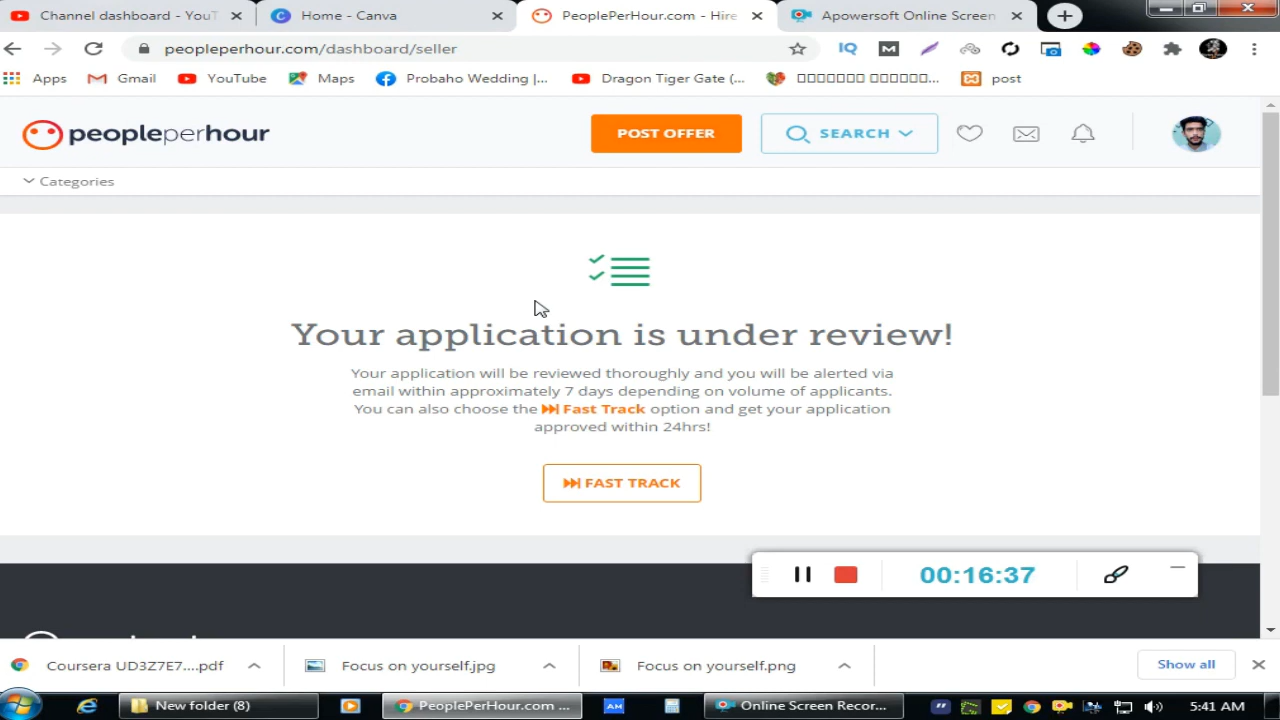 Channel dashboard - YouT
Home - Canva
PeoplePerHour.com - Hire
Apowersoft Online Screen
peopleperhour.com/dashboard/seller
IQ
M
Apps
Gmail
YouTube
Maps
Probaho Wedding |...
Dragon Tiger Gate (...
post
peopleperhour
POST OFFER
SEARCH
Categories
Your application is under review!
Your application will be reviewed thoroughly and you will be alerted via
email within approximately 7 days depending on volume of applicants.
You can also choose the Fast Track option and get your application
approved within 24hrs!
FAST TRACK
00:16:37
Coursera UD3Z7E7....pdf
Focus on yourself.jpg
Focus on yourself.png
Show all
New folder (8)
PeoplePerHour.com ...
AM
Online Screen Recor...
5:41 AM